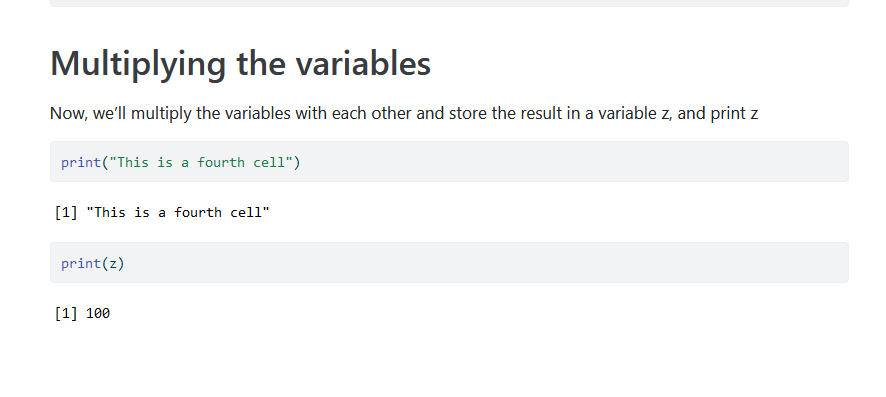 Multiplying the variables
Now, we’ll multiply the variables with each other and store the result in a variable z, and print z
print("This is a fourth cell")
[1] "This is a fourth cell"
print(z)
[1] 100